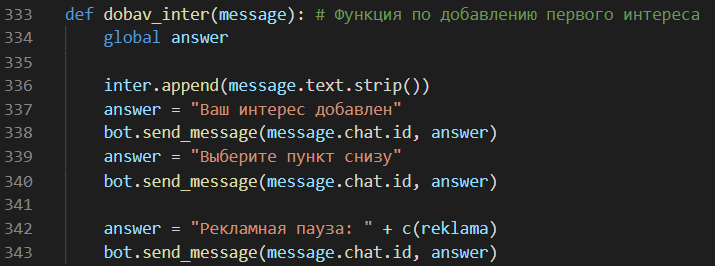 333 def dobav_inter(message): # Функция по добавлению первого интереса
334 global answer
335
336 inter.append(message.text.strip())
337 answer = "Ваш интерес добавлен"
338 bot.send_message(message.chat.id, answer)
339 answer = "Выберите пункт снизу"
340 bot.send_message(message.chat.id, answer)
341
342 answer = "Рекламная пауза: " + c(reklama)
343 bot.send_message(message.chat.id, answer)